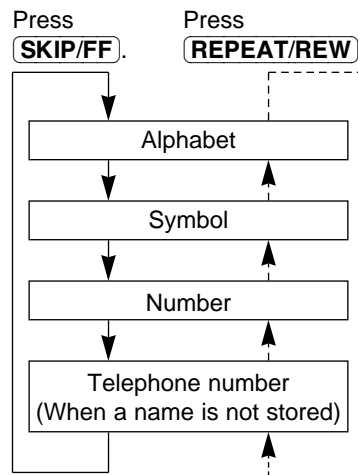 Press
SKIP/FF.
Press
REPEAT/REW
Alphabet
Symbol
Number
Telephone number
(When a name is not stored)